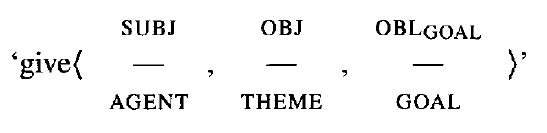 SUBJ OBJ OBL_GOAL
‘give⟨ — , — , — ⟩’
AGENT THEME GOAL